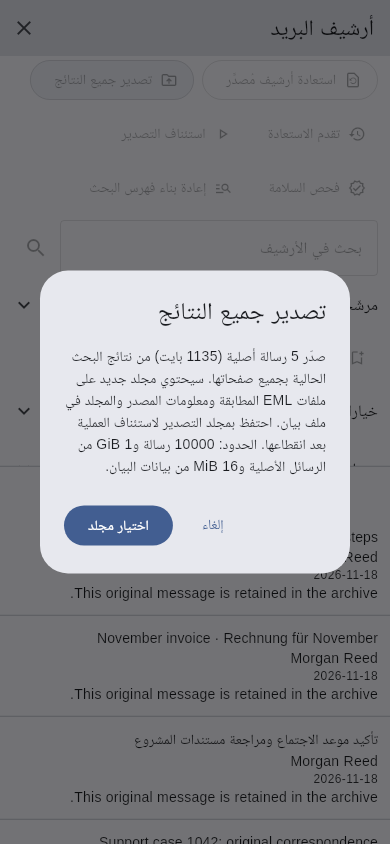 أرشيف البريد
استعادة أرشيف مُصدَّر
تصدير جميع النتائج
تقدم الاستعادة
استئناف التصدير
فحص السلامة
إعادة بناء فهرس البحث
بحث في الأرشيف
تصدير جميع النتائج
صدّر 5 رسالة أصلية (1135 بايت) من نتائج البحث
الحالية بجميع صفحاتها. سيحتوي مجلد جديد على
ملفات EML المطابقة ومعلومات المصدر والمجلد في
ملف بيان. احتفظ بمجلد التصدير لاستئناف العملية
بعد انقطاعها. الحدود: 10000 رسالة و1 GiB من
الرسائل الأصلية و16 MiB من بيانات البيان.
إلغاء
اختيار مجلد
2026-11-18
This original message is retained in the archive.
November invoice · Rechnung für November
Morgan Reed
2026-11-18
This original message is retained in the archive.
تأكيد موعد الاجتماع ومراجعة مستندات المشروع
Morgan Reed
2026-11-18
This original message is retained in the archive.
Support case 1042: original correspondence